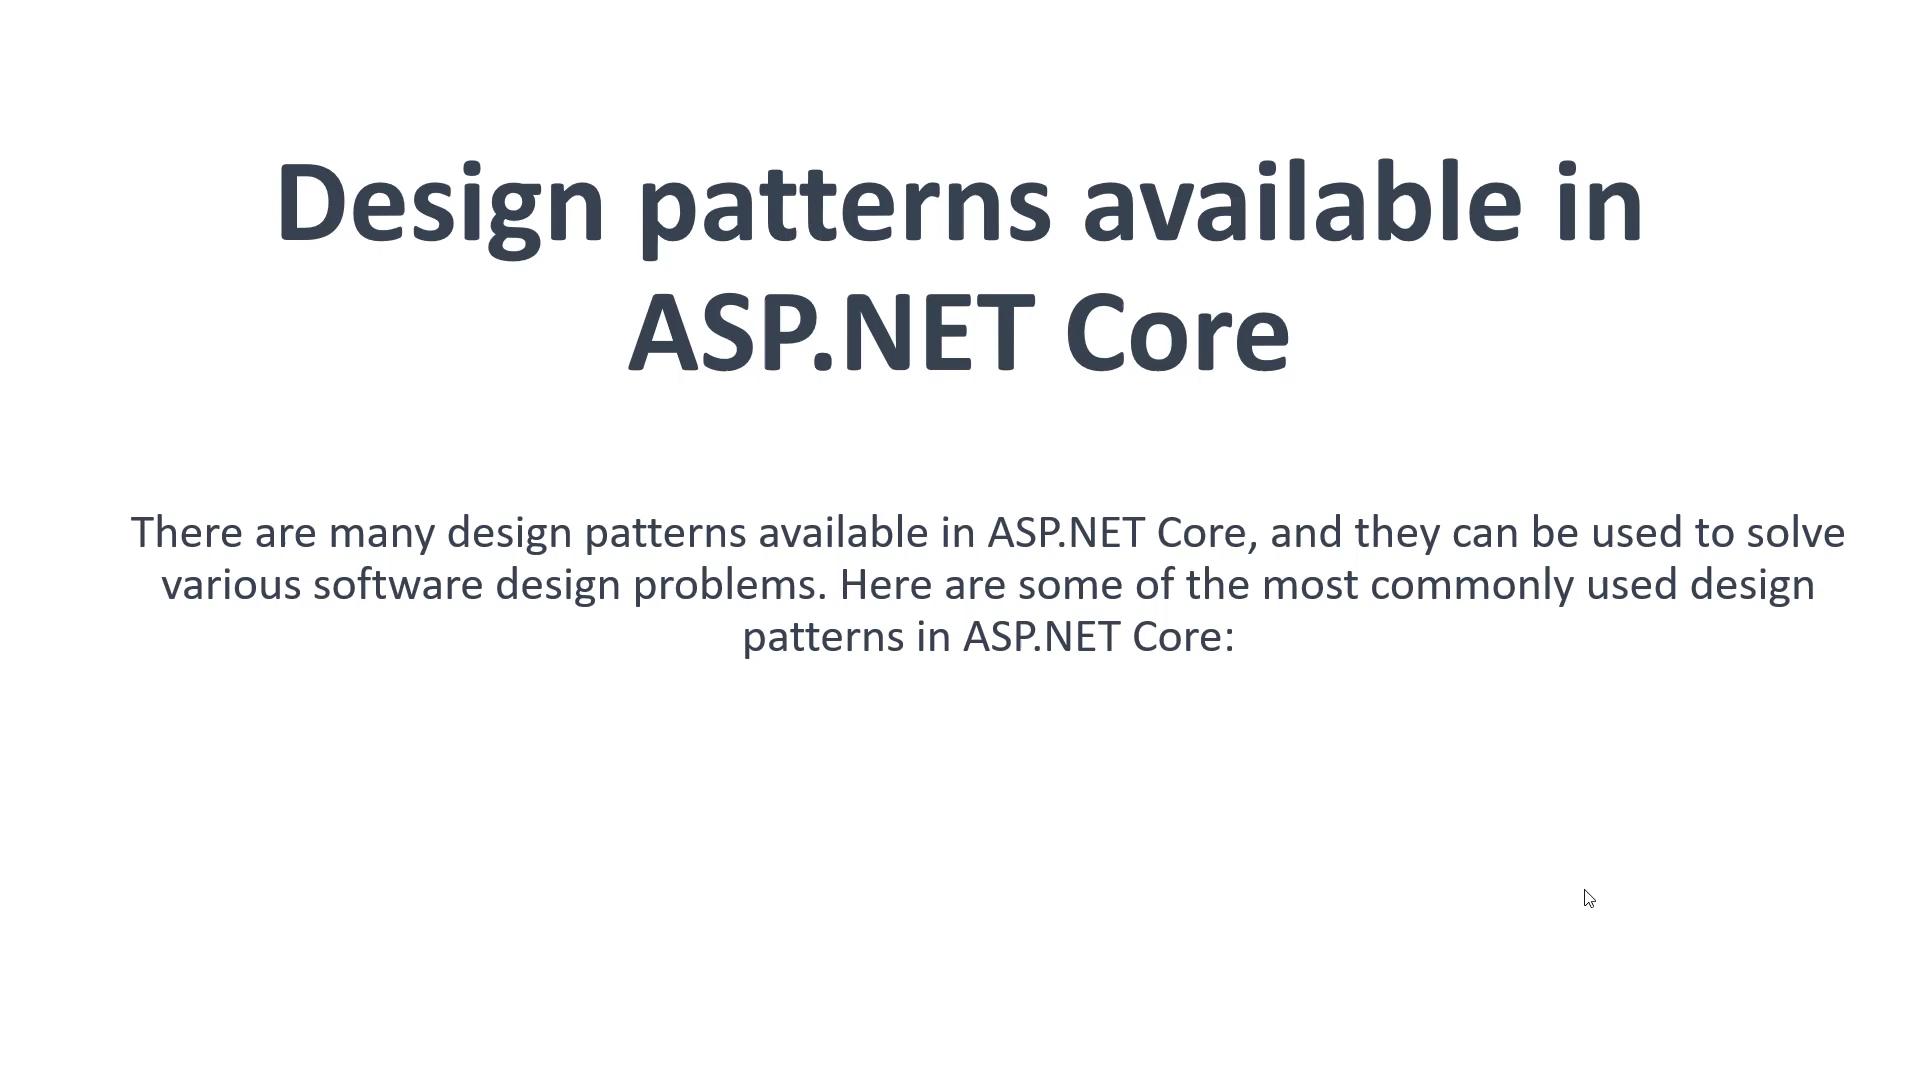 Design patterns available in
ASP.NET Core
There are many design patterns available in ASP.NET Core, and they can be used to solve
various software design problems. Here are some of the most commonly used design
patterns in ASP.NET Core: